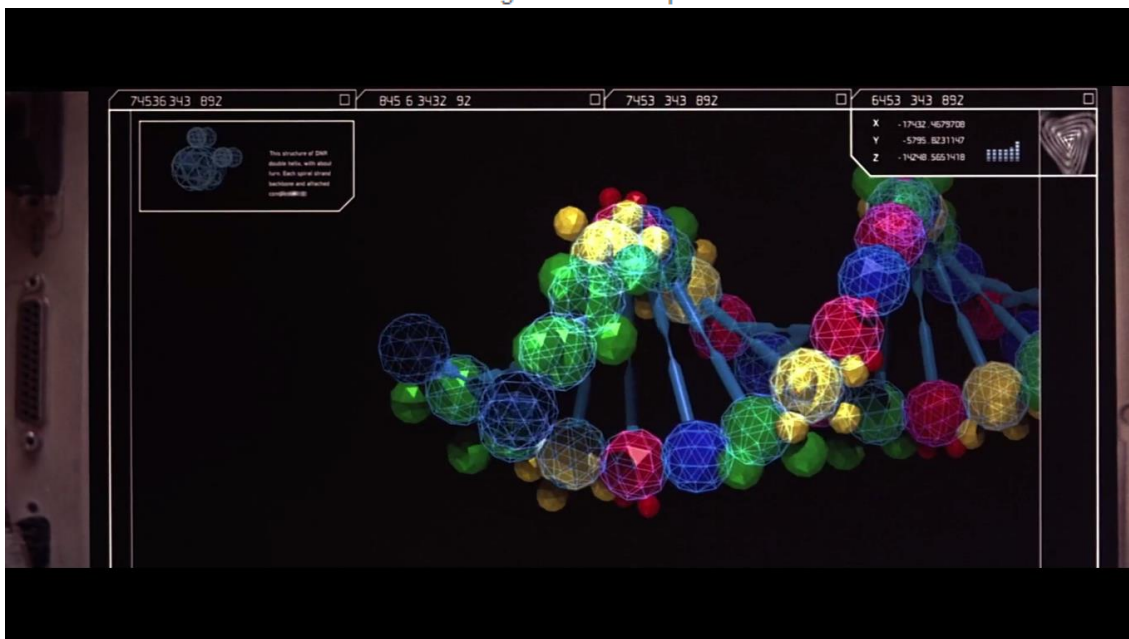 74536 343 892
845 6 3432 92
7453 343 892
6453 343 892
X -17432.4679708
Y -5795.8231147
Z -14248.5651418
This structure of DNA
double helix, with about
turn. Each spiral strand
backbone and attached